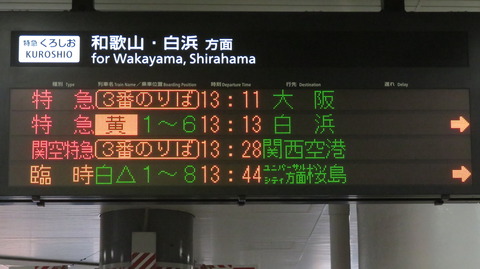 特急 くろしお 和歌山・白浜 方面
KUROSHIO for Wakayama, Shirahama
種別 Type 列車名 Train Name / 乗車位置 Boarding Position 時刻 Departure Time 行先 Destination 遅れ Delay
特急 3番のりば 13:11 大阪
特急 黄 1~6 13:13 白浜 →
関空特急 3番のりば 13:28 関西空港
臨時 白△ 1~8 13:44 ユニバーサル シティ方面 桜島 →